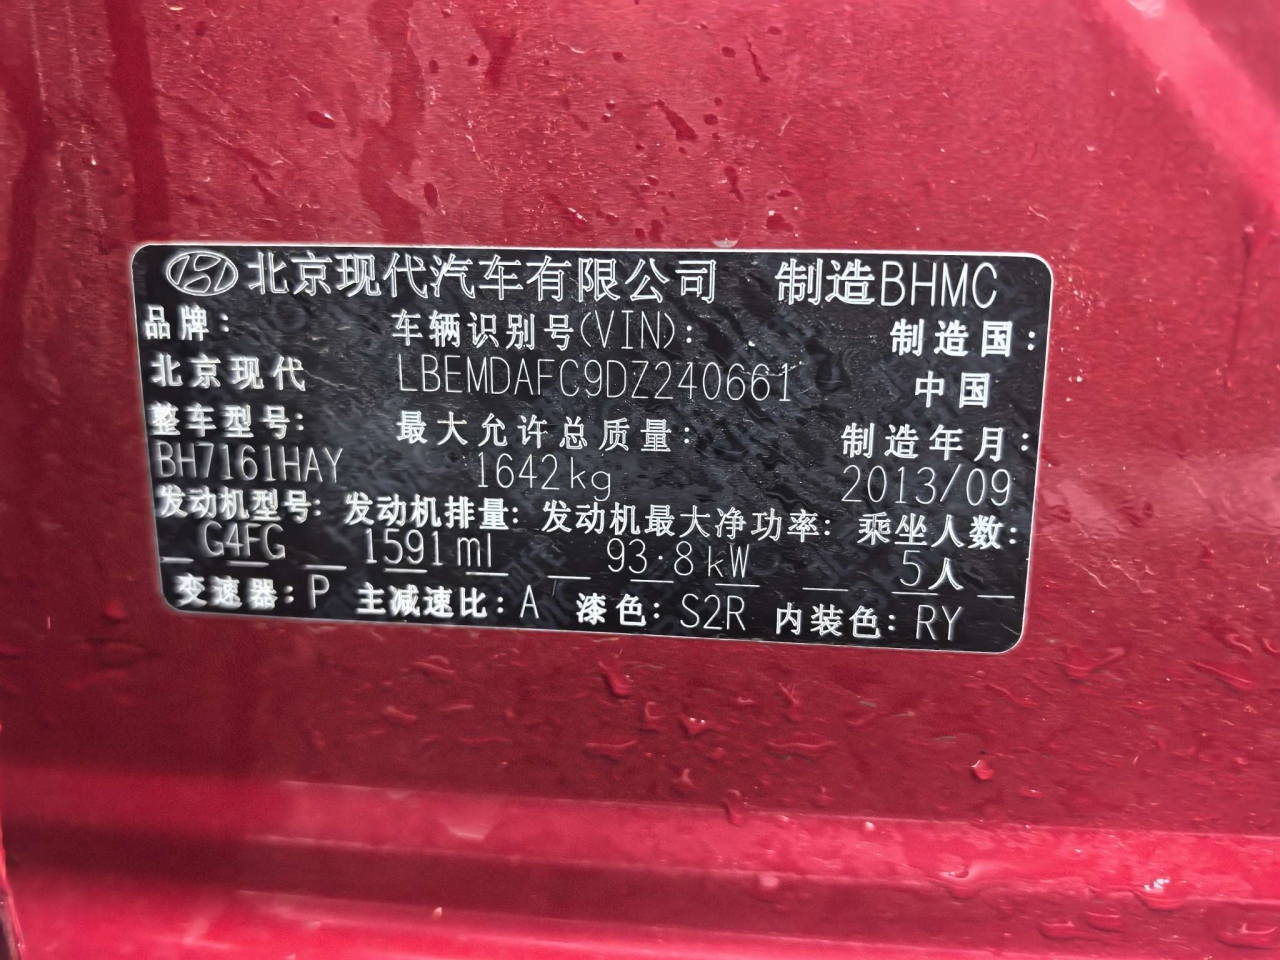 北京现代汽车有限公司 制造BHMC
品牌: 车辆识别号(VIN): 制造国:
北京现代 LBEMDAFC9DZ240661 中国
整车型号: 最大允许总质量: 制造年月:
BH7161HAY 1642kg 2013/09
发动机型号: 发动机排量: 发动机最大净功率: 乘坐人数:
G4FG 1591ml 93.8kW 5人
变速器: P 主减速比: A 漆色: S2R 内装色: RY